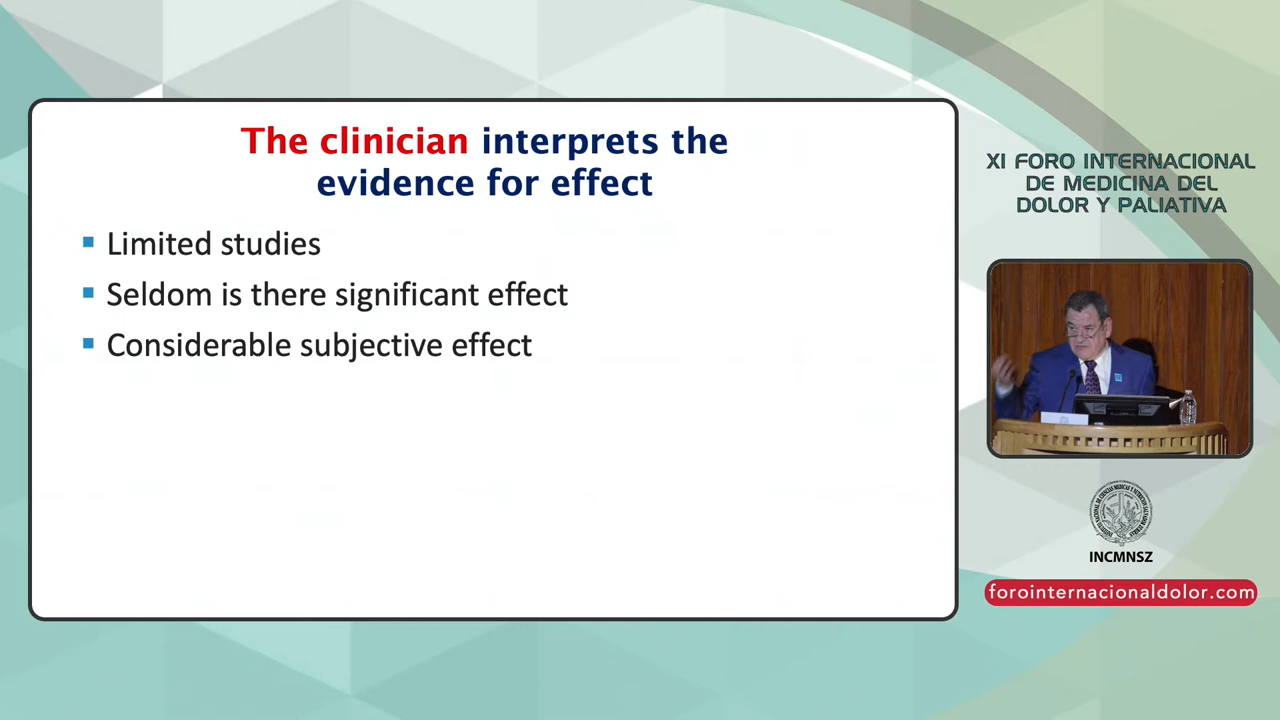 The clinician interprets the
evidence for effect
Limited studies
Seldom is there significant effect
Considerable subjective effect
XI FORO INTERNACIONAL
DE MEDICINA DEL
DOLOR Y PALIATIVA
INCMNSZ
forointernacionaldolor.com